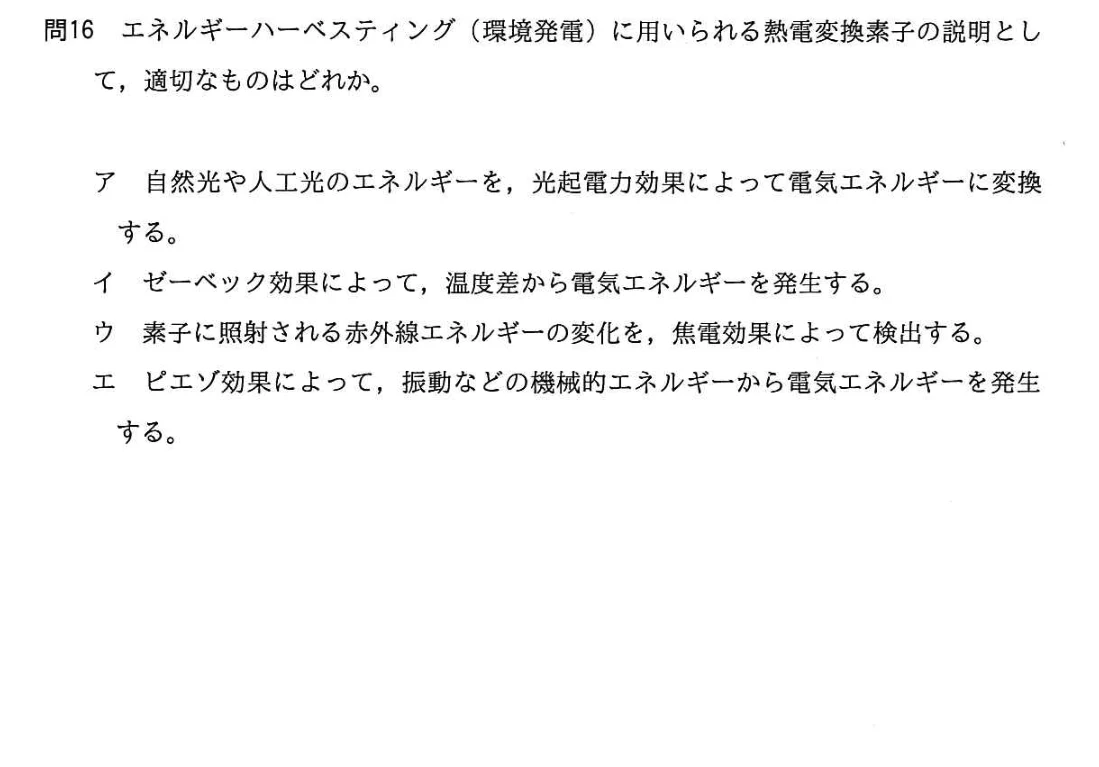 問16　エネルギーハーベスティング（環境発電）に用いられる熱電変換素子の説明とし
て，適切なものはどれか。
ア　自然光や人工光のエネルギーを，光起電力効果によって電気エネルギーに変換
する。
イ　ゼーベック効果によって，温度差から電気エネルギーを発生する。
ウ　素子に照射される赤外線エネルギーの変化を，焦電効果によって検出する。
エ　ピエゾ効果によって，振動などの機械的エネルギーから電気エネルギーを発生
する。